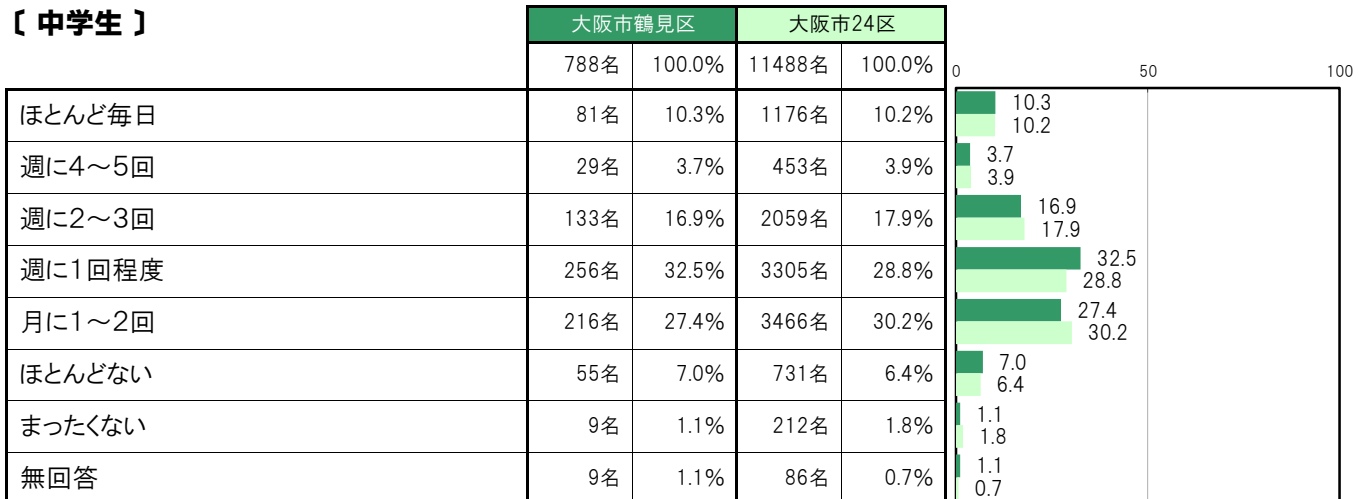 〔 中学生 〕
大阪市鶴見区 大阪市24区
788名 100.0% 11488名 100.0%
0 50 100
ほとんど毎日 81名 10.3% 1176名 10.2% 10.3
10.2
週に4～5回 29名 3.7% 453名 3.9% 3.7
3.9
週に2～3回 133名 16.9% 2059名 17.9% 16.9
17.9
週に1回程度 256名 32.5% 3305名 28.8% 32.5
28.8
月に1～2回 216名 27.4% 3466名 30.2% 27.4
30.2
ほとんどない 55名 7.0% 731名 6.4% 7.0
6.4
まったくない 9名 1.1% 212名 1.8% 1.1
1.8
無回答 9名 1.1% 86名 0.7% 1.1
0.7